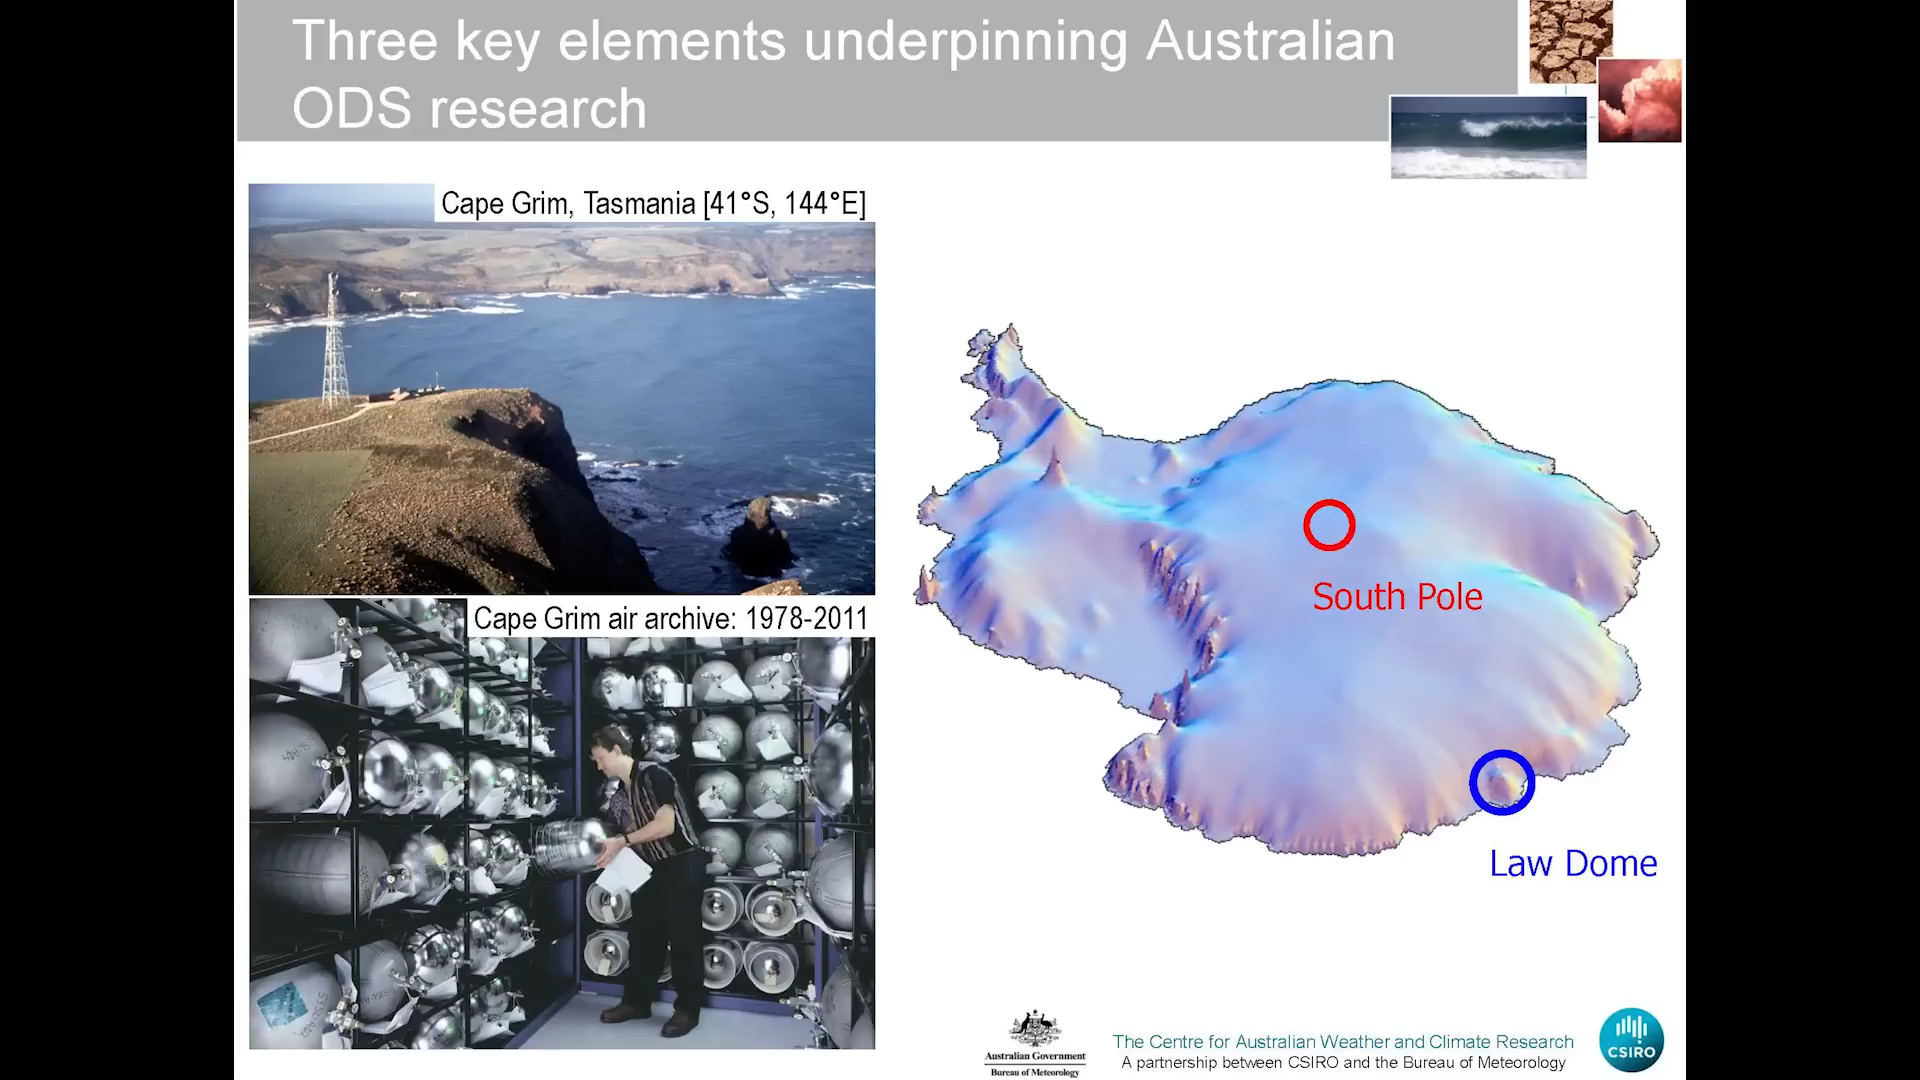 Three key elements underpinning Australian
ODS research
Cape Grim, Tasmania [41°S, 144°E]
Cape Grim air archive: 1978-2011
South Pole
Law Dome
Australian Government
Bureau of Meteorology
The Centre for Australian Weather and Climate Research
A partnership between CSIRO and the Bureau of Meteorology
CSIRO